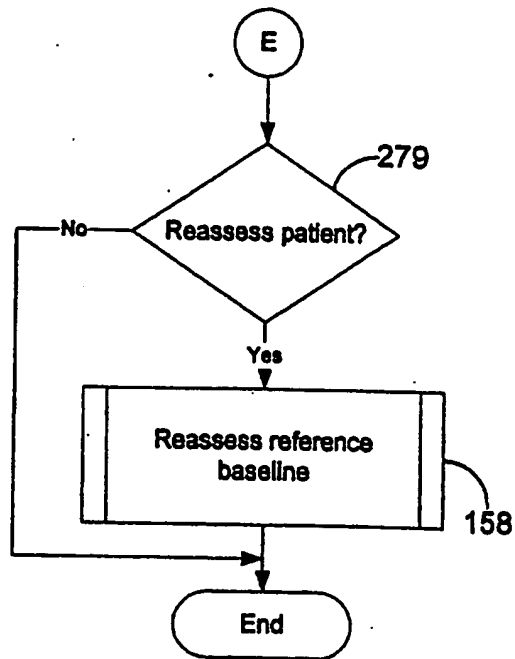 E
279
Reassess patient?
No
Yes
Reassess reference
baseline
158
End